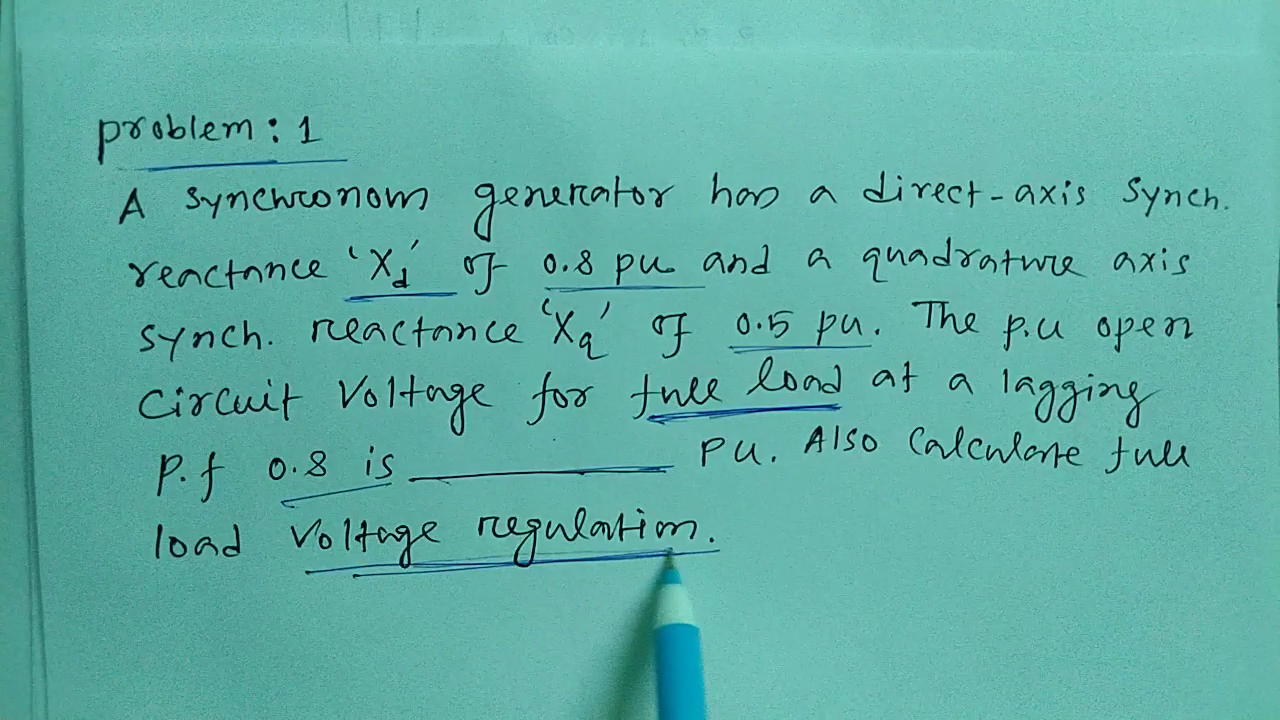 problem: 1
A synchronous generator has a direct-axis synch.
reactance 'Xd' of 0.8 pu and a quadrature axis
synch. reactance 'Xq' of 0.5 pu. The p.u open
circuit voltage for full load at a lagging
P.f 0.8 is ________ PU. Also calculate full
load voltage regulation.